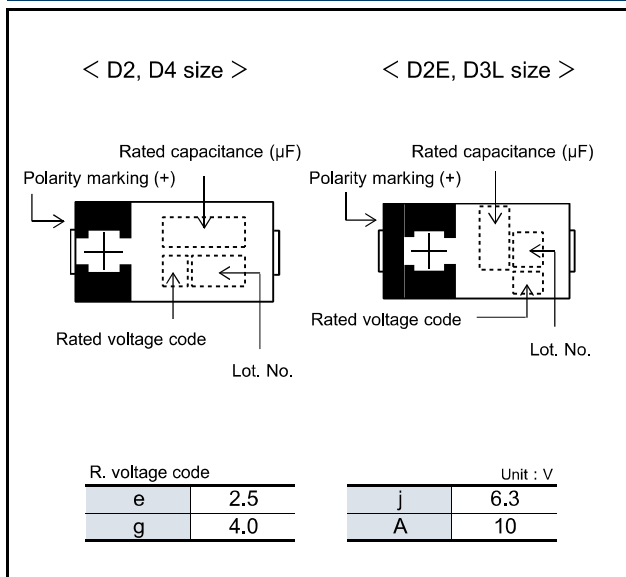 < D2, D4 size >
< D2E, D3L size >
Rated capacitance (µF)
Polarity marking (+)
Rated voltage code
Lot. No.
Rated capacitance (µF)
Polarity marking (+)
Rated voltage code
Lot. No.
R. voltage code
Unit : V
e 2.5 j 6.3
g 4.0 A 10